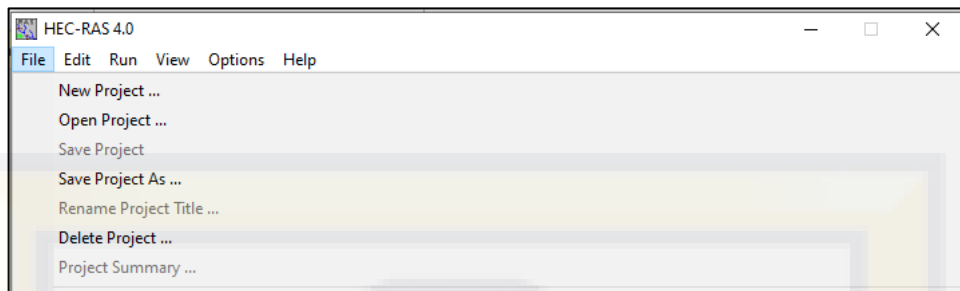 HEC-RAS 4.0
File Edit Run View Options Help
New Project ...
Open Project ...
Save Project
Save Project As ...
Rename Project Title ...
Delete Project ...
Project Summary ...